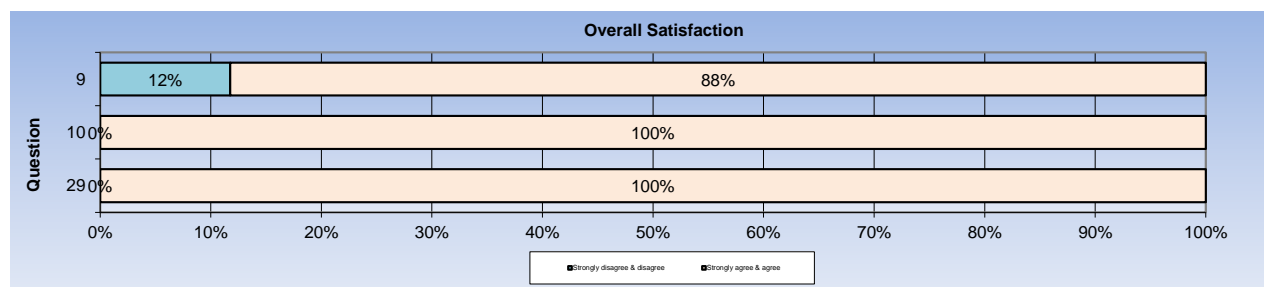 Overall Satisfaction
Question
9 12% 88%
10 0% 100%
29 0% 100%
0% 10% 20% 30% 40% 50% 60% 70% 80% 90% 100%
Strongly disagree & disagree Strongly agree & agree